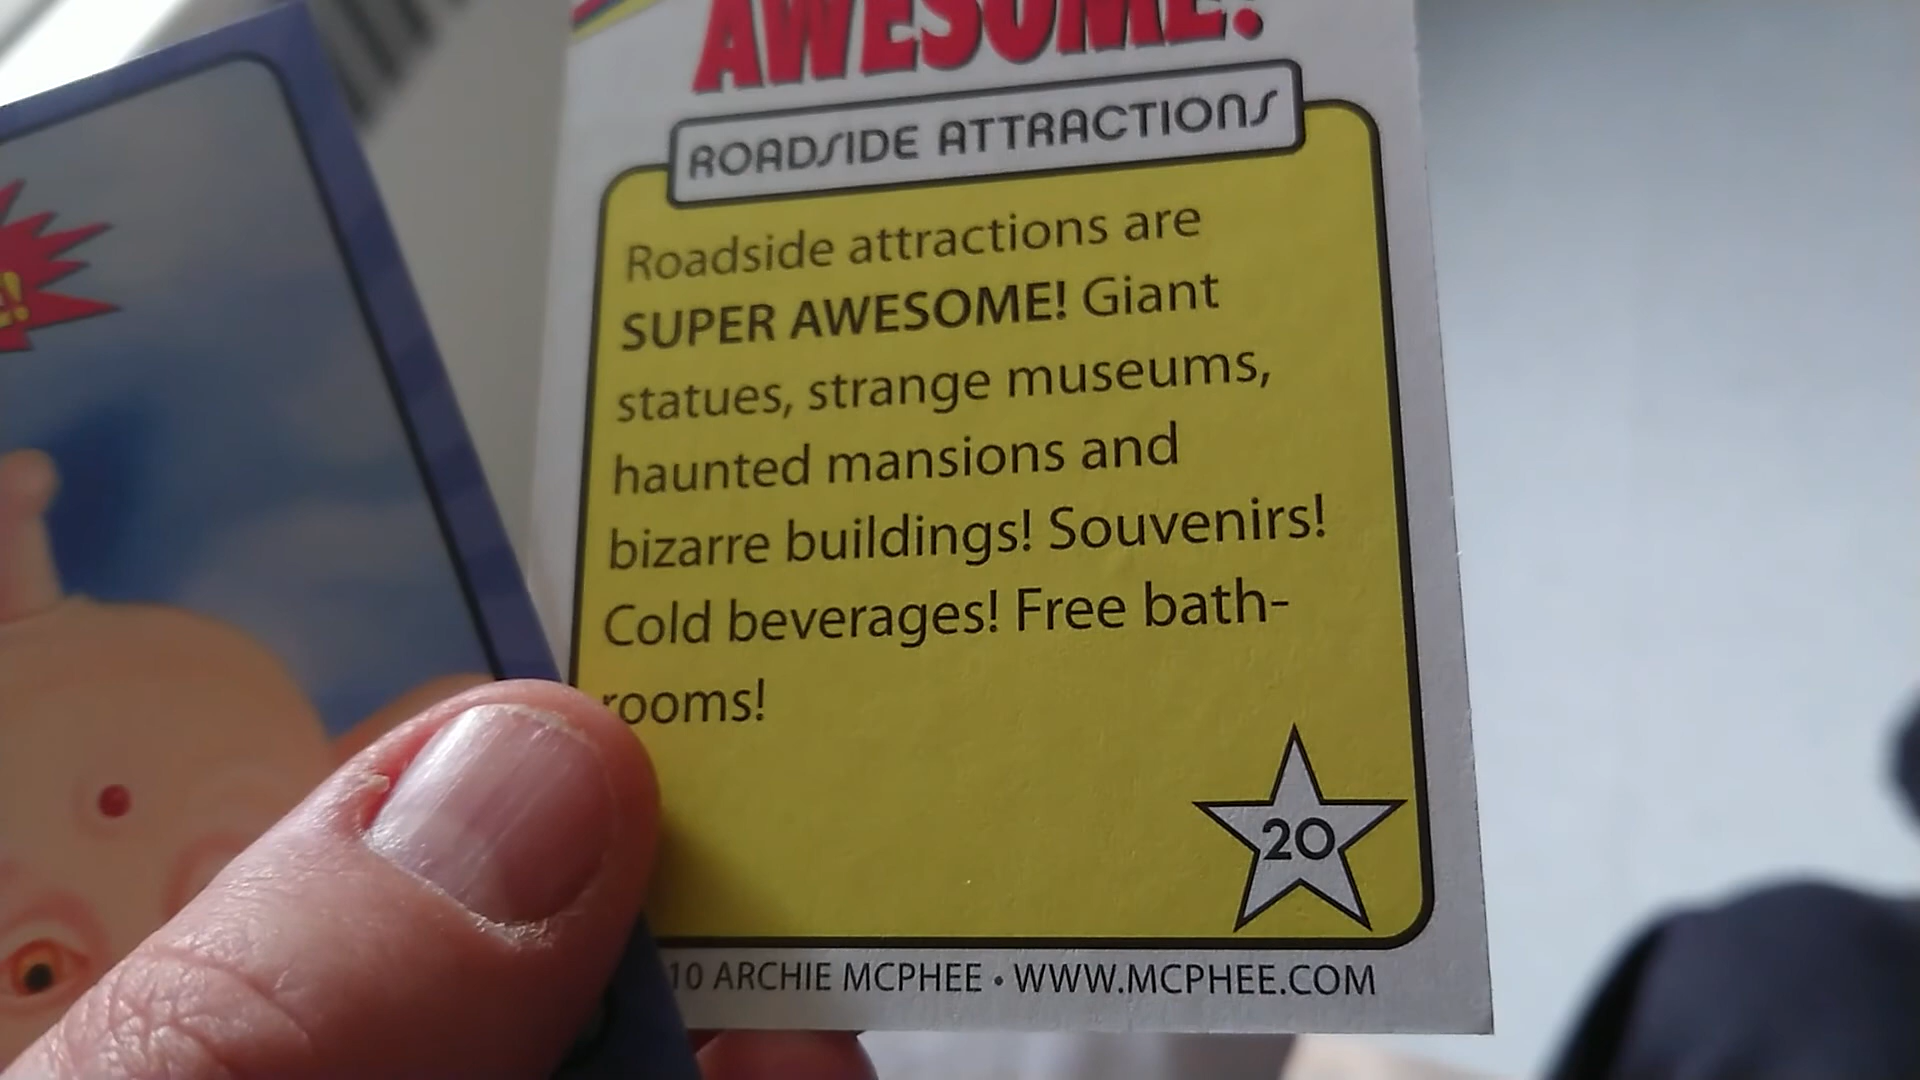 AWESOME!
ROADSIDE ATTRACTIONS
Roadside attractions are
SUPER AWESOME! Giant
statues, strange museums,
haunted mansions and
bizarre buildings! Souvenirs!
Cold beverages! Free bath-
rooms!
20
10 ARCHIE MCPHEE • WWW.MCPHEE.COM